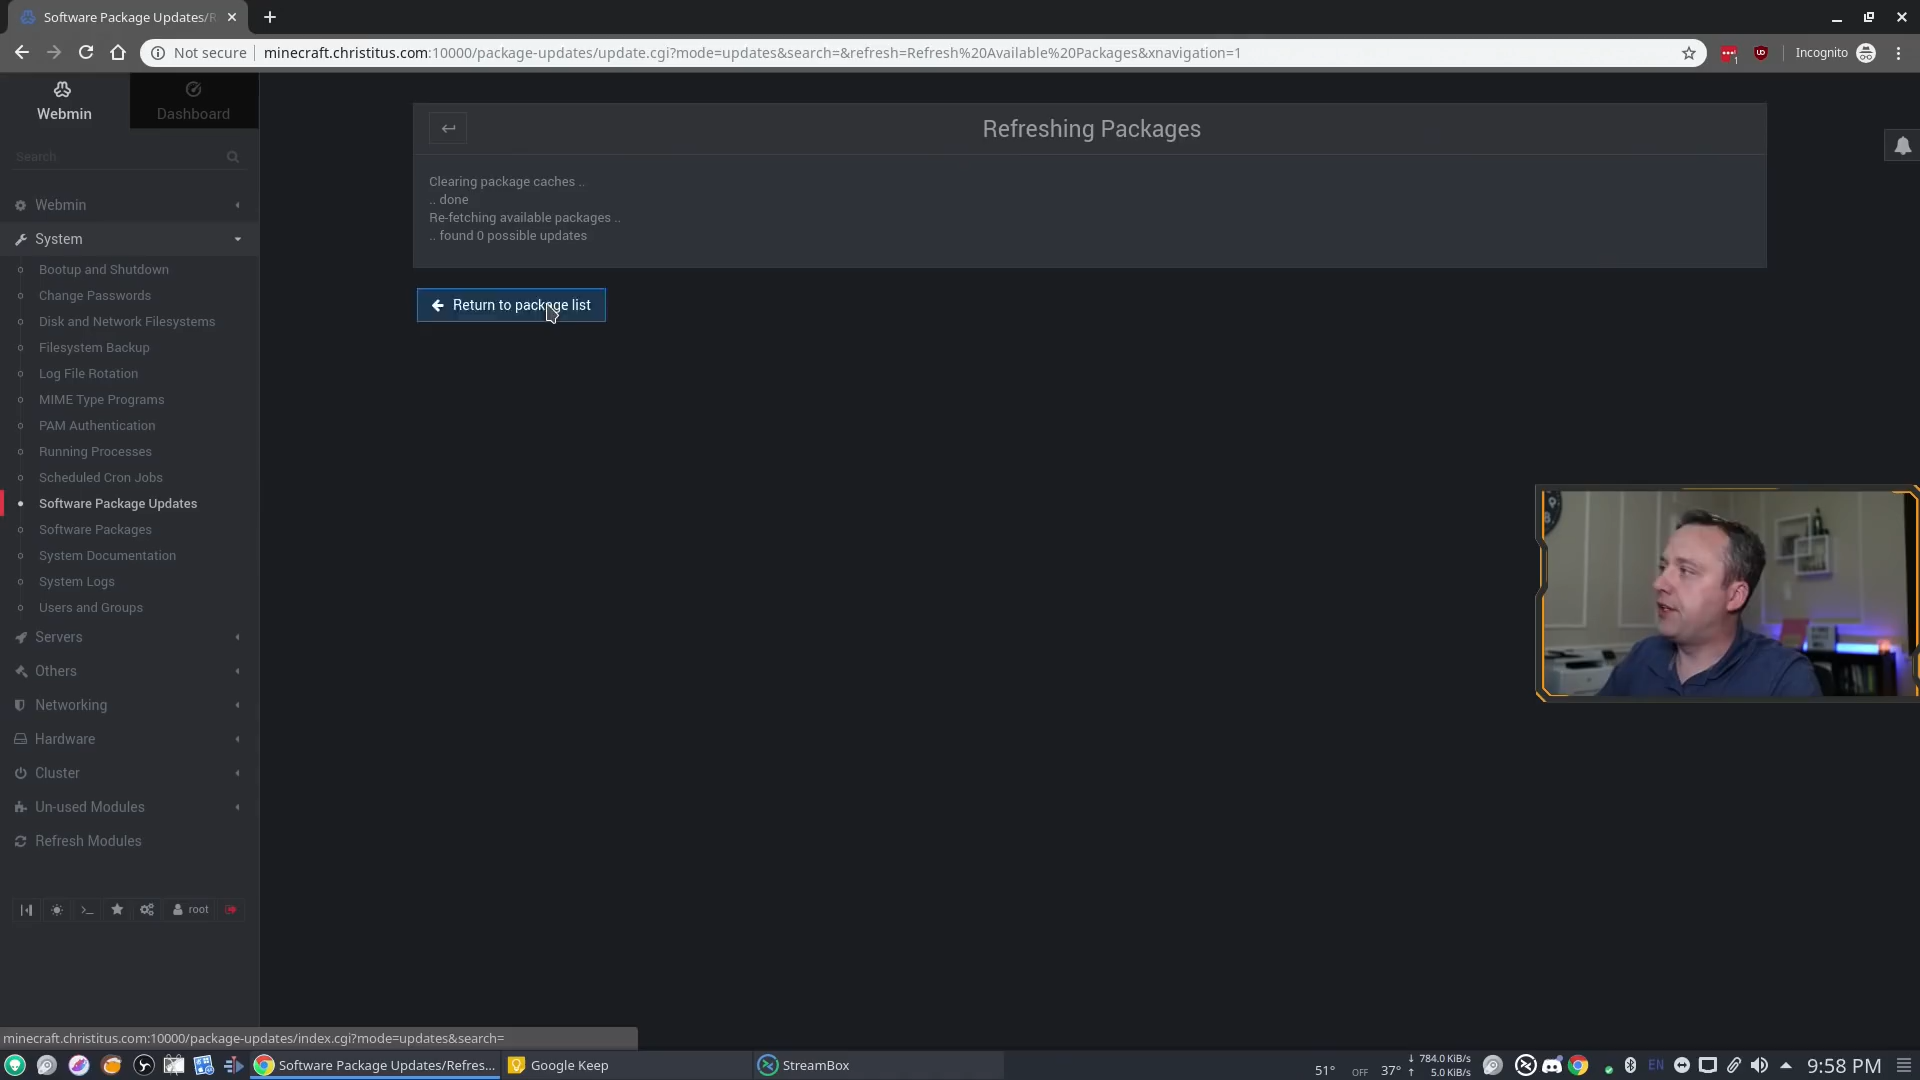 Software Package Updates/R
Not secure
minecraft.christitus.com:10000/package-updates/update.cgi?mode=updates&search=&refresh=Refresh%20Available%20Packages&xnavigation=1
1
Incognito
Webmin
Dashboard
Search
Webmin
System
Bootup and Shutdown
Change Passwords
Disk and Network Filesystems
Filesystem Backup
Log File Rotation
MIME Type Programs
PAM Authentication
Running Processes
Scheduled Cron Jobs
Software Package Updates
Software Packages
System Documentation
System Logs
Users and Groups
Servers
Others
Networking
Hardware
Cluster
Un-used Modules
Refresh Modules
root
Refreshing Packages
Clearing package caches ..
.. done
Re-fetching available packages ..
.. found 0 possible updates
Return to package list
minecraft.christitus.com:10000/package-updates/index.cgi?mode=updates&search=
Software Package Updates/Refres...
Google Keep
StreamBox
51°
OFF
37°
↓ 784.0 KiB/s
↑ 5.0 KiB/s
EN
9:58 PM